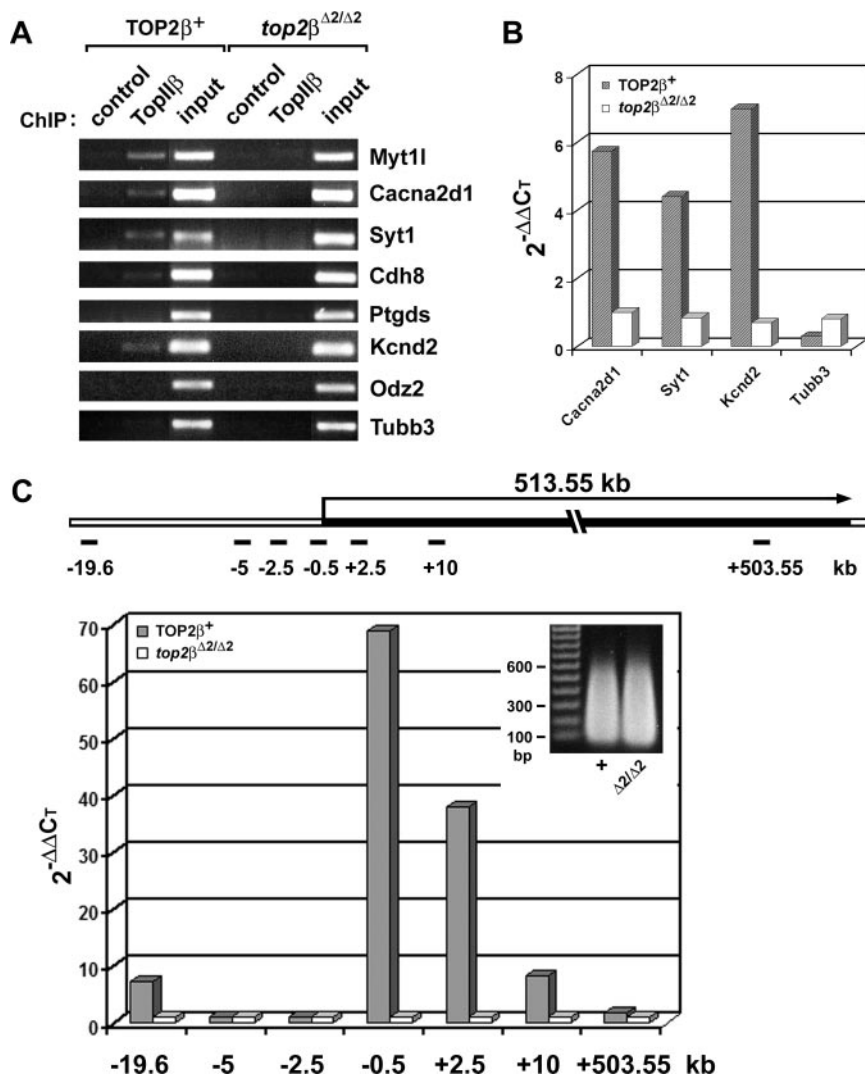 A
TOP2β+ top2βΔ2/Δ2
ChIP: control TopIIβ input control TopIIβ input
Myt1l
Cacna2d1
Syt1
Cdh8
Ptgds
Kcnd2
Odz2
Tubb3
B
8
6
4
2
0
2-ΔΔCT
TOP2β+
top2βΔ2/Δ2
Cacna2d1 Syt1 Kcnd2 Tubb3
C
513.55 kb
-19.6 -5 -2.5 -0.5 +2.5 +10 +503.55 kb
TOP2β+
top2βΔ2/Δ2
70
60
50
40
30
20
10
0
2-ΔΔCT
600
300
100
bp
+ Δ2/Δ2
-19.6 -5 -2.5 -0.5 +2.5 +10 +503.55 kb